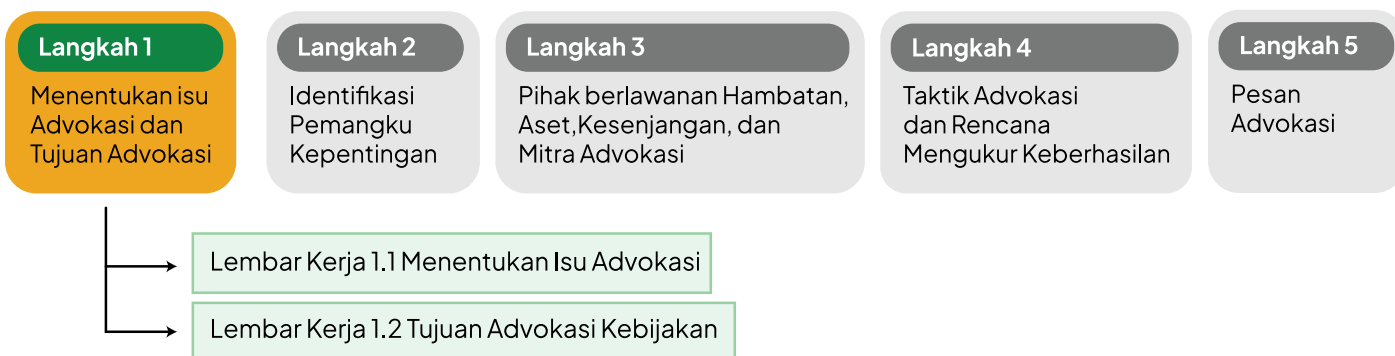 Langkah 1
Menentukan isu
Advokasi dan
Tujuan Advokasi
Langkah 2
Identifikasi
Pemangku
Kepentingan
Langkah 3
Pihak berlawanan Hambatan,
Aset,Kesenjangan, dan
Mitra Advokasi
Langkah 4
Taktik Advokasi
dan Rencana
Mengukur Keberhasilan
Langkah 5
Pesan
Advokasi
Lembar Kerja 1.1 Menentukan Isu Advokasi
Lembar Kerja 1.2 Tujuan Advokasi Kebijakan